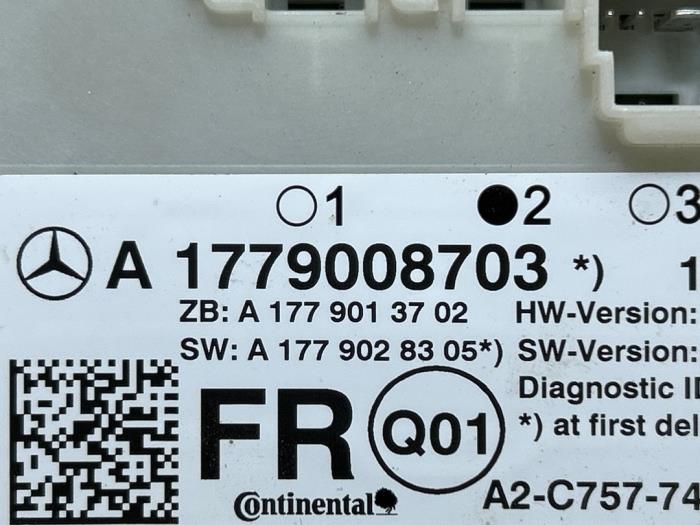 1 2 3
A 1779008703 *) 1
ZB: A 177 901 37 02 HW-Version:
SW: A 177 902 83 05*) SW-Version:
Diagnostic
FR Q01 *) at first del
Continental A2-C757-74